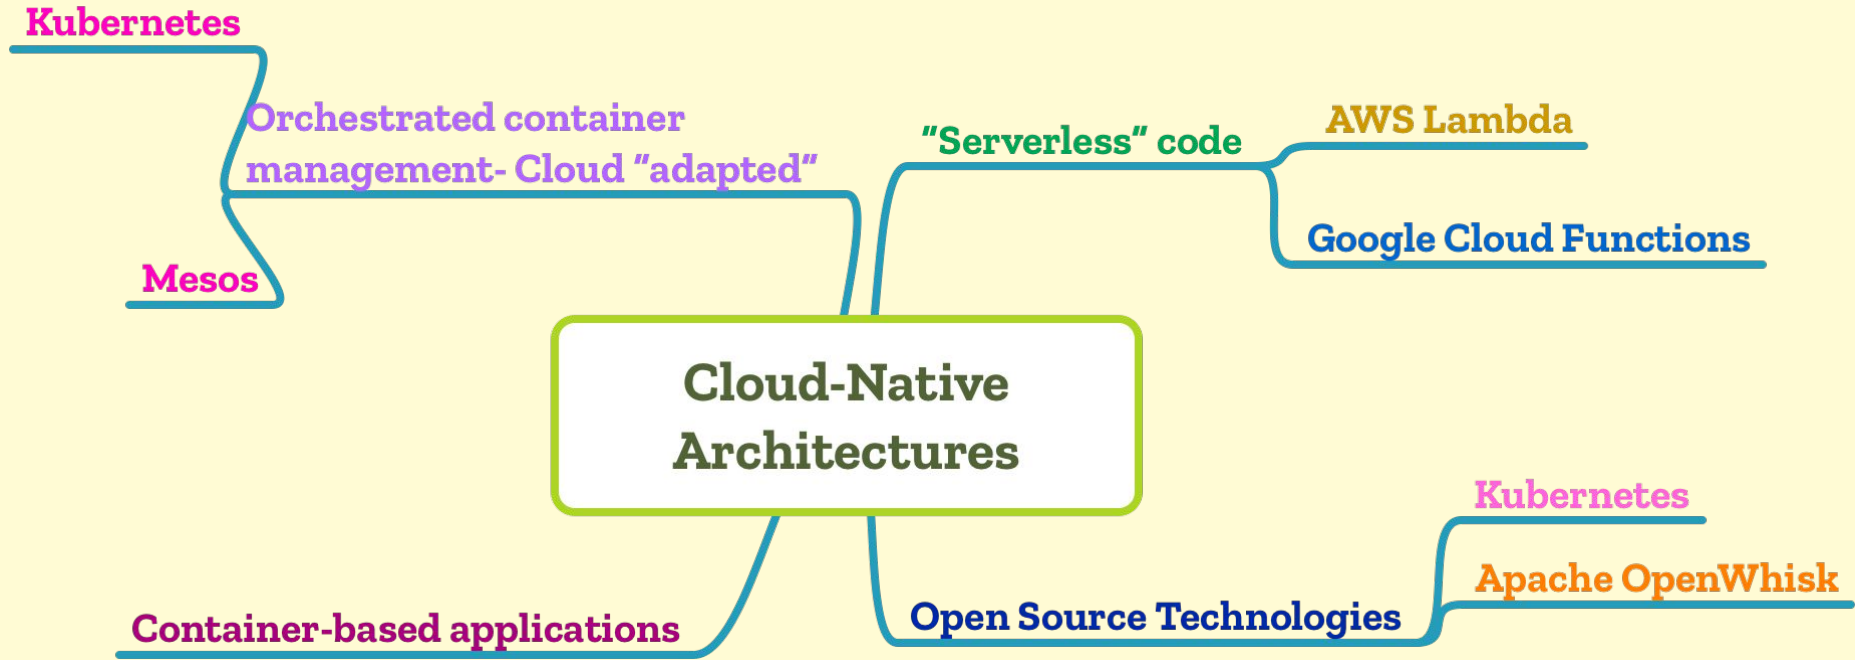 Kubernetes
Orchestrated container
management- Cloud "adapted"
Mesos
"Serverless" code
AWS Lambda
Google Cloud Functions
Cloud-Native
Architectures
Kubernetes
Apache OpenWhisk
Open Source Technologies
Container-based applications